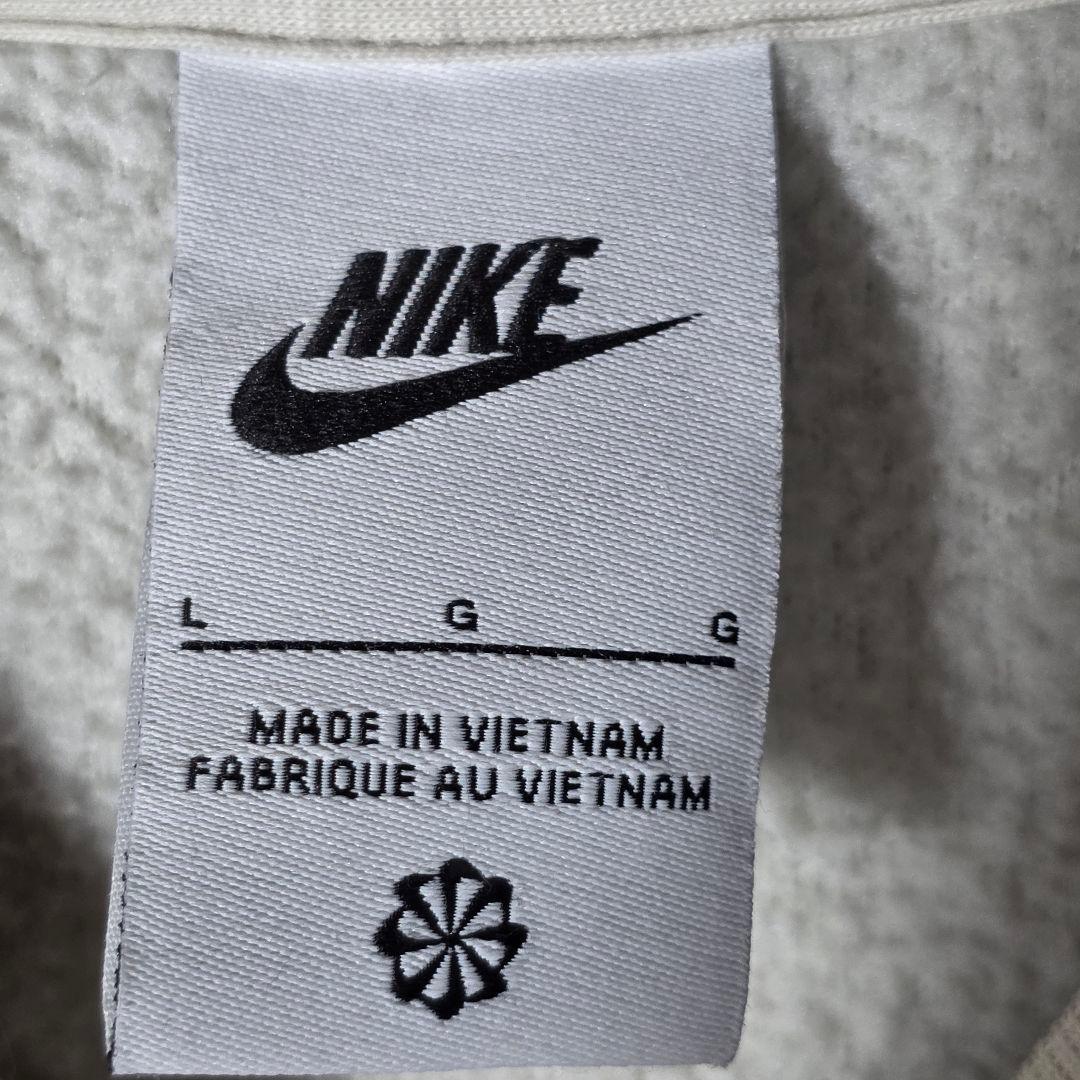 NIKE
L G G
MADE IN VIETNAM
FABRIQUE AU VIETNAM